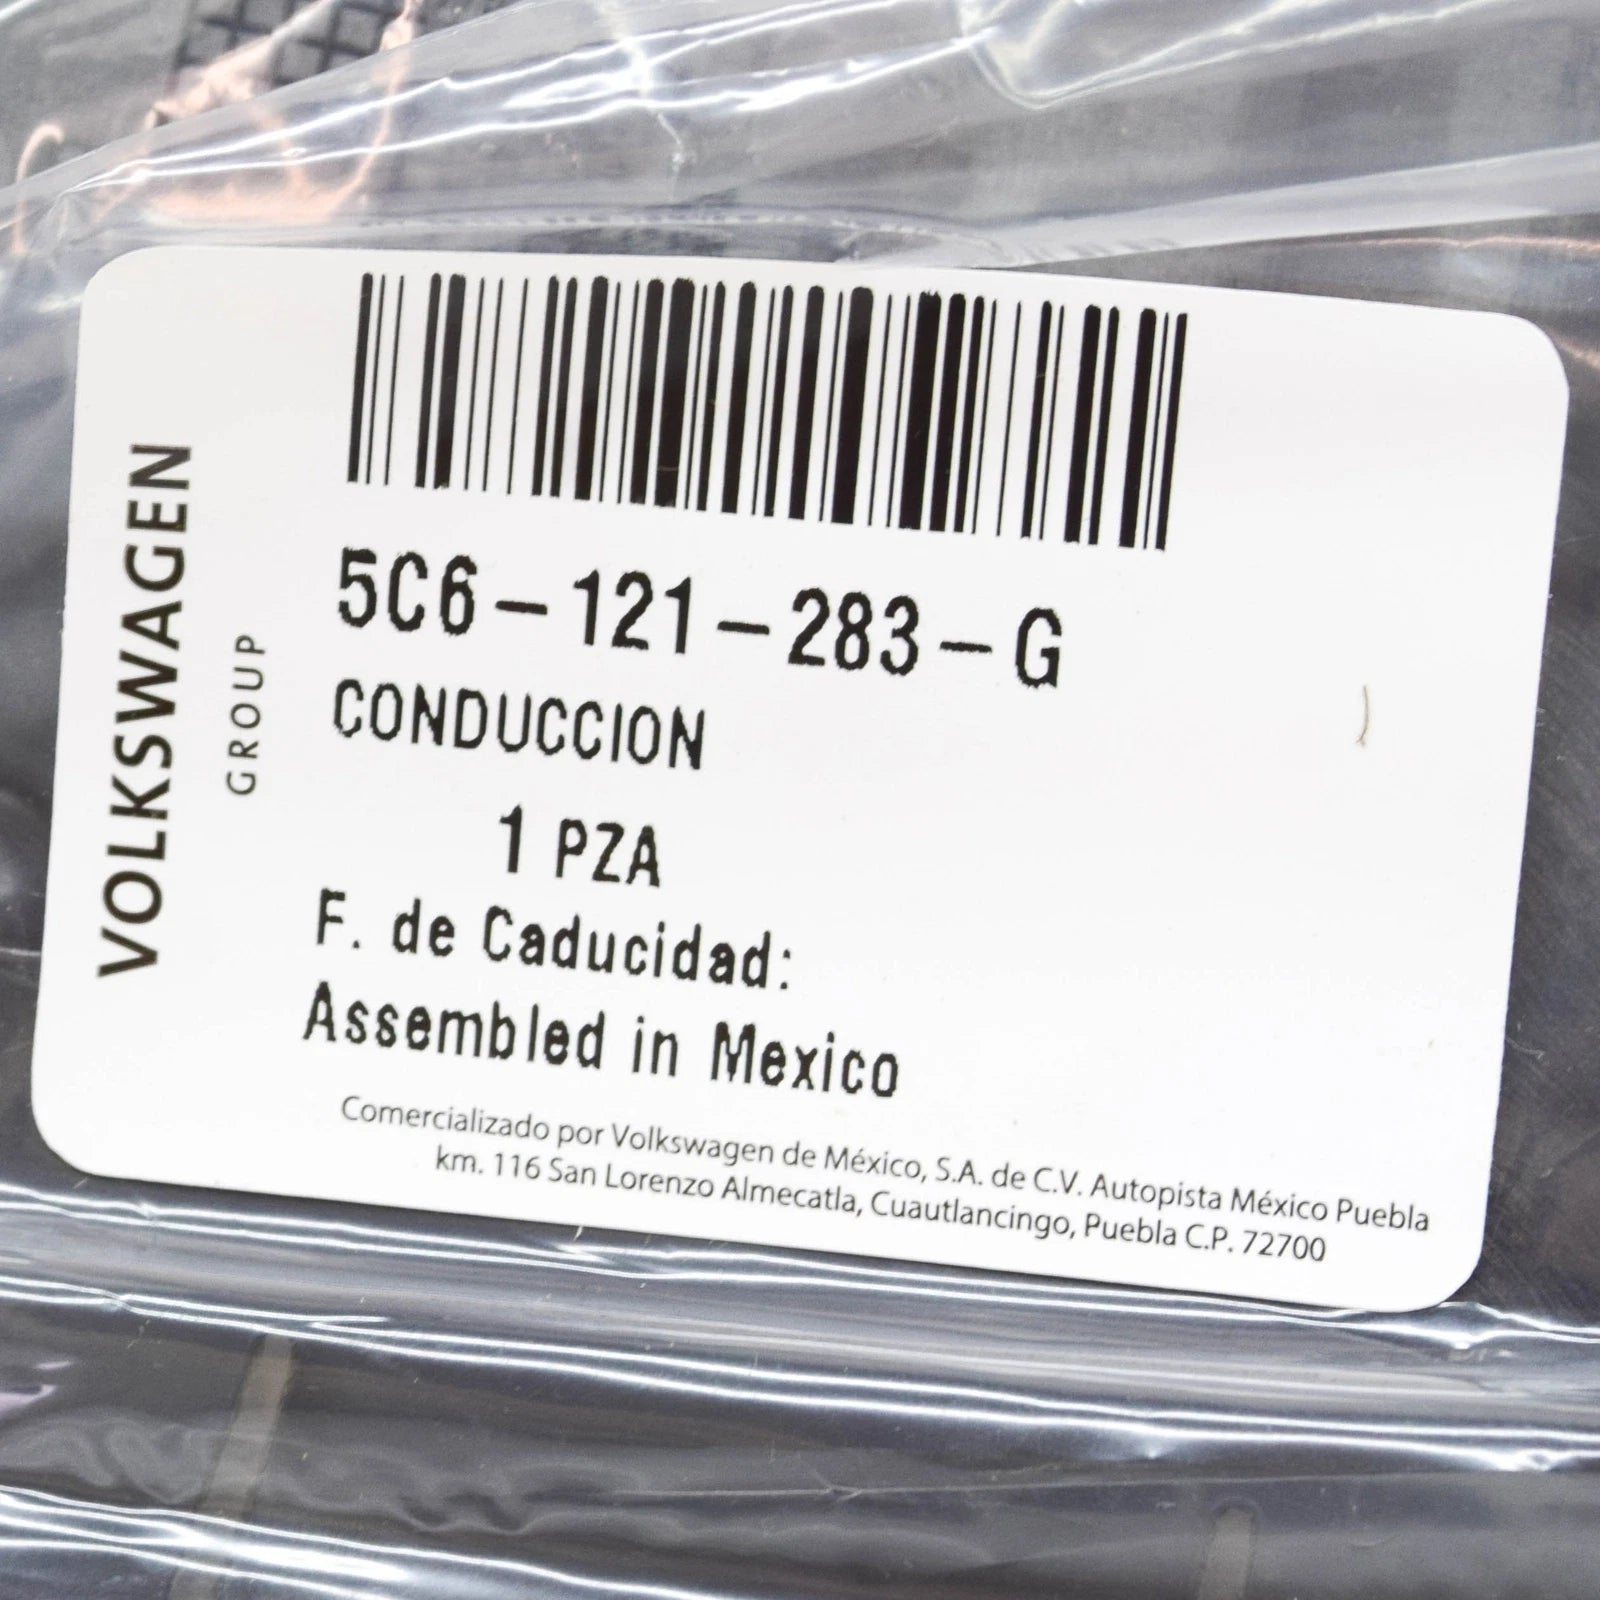 VOLKSWAGEN
GROUP
5C6-121-283-G
CONDUCCION
1 PZA
F. de Caducidad:
Assembled in Mexico
Comercializado por Volkswagen de México, S.A. de C.V. Autopista México Puebla
km. 116 San Lorenzo Almecatla, Cuautlancingo, Puebla C.P. 72700